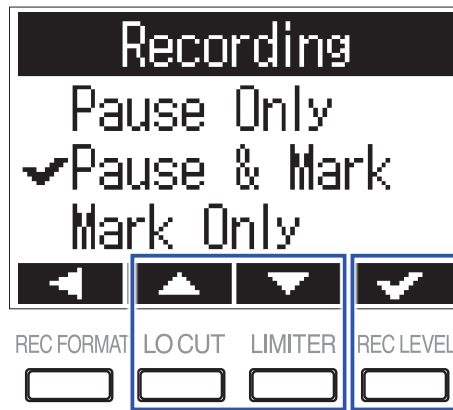 Recording
Pause Only
Pause & Mark
Mark Only
REC FORMAT LO CUT LIMITER REC LEVEL